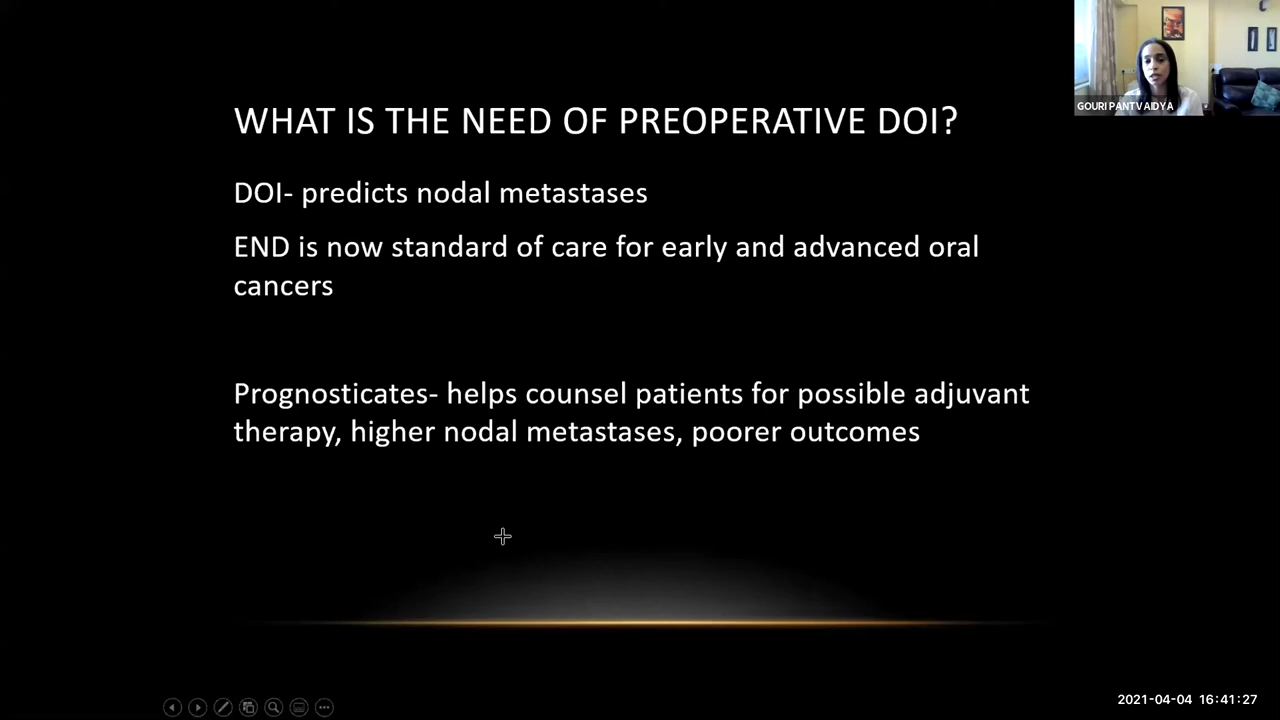 GOURI PANTVAIDYA
WHAT IS THE NEED OF PREOPERATIVE DOI?
DOI- predicts nodal metastases
END is now standard of care for early and advanced oral
cancers
Prognosticates- helps counsel patients for possible adjuvant
therapy, higher nodal metastases, poorer outcomes
2021-04-04 16:41:27